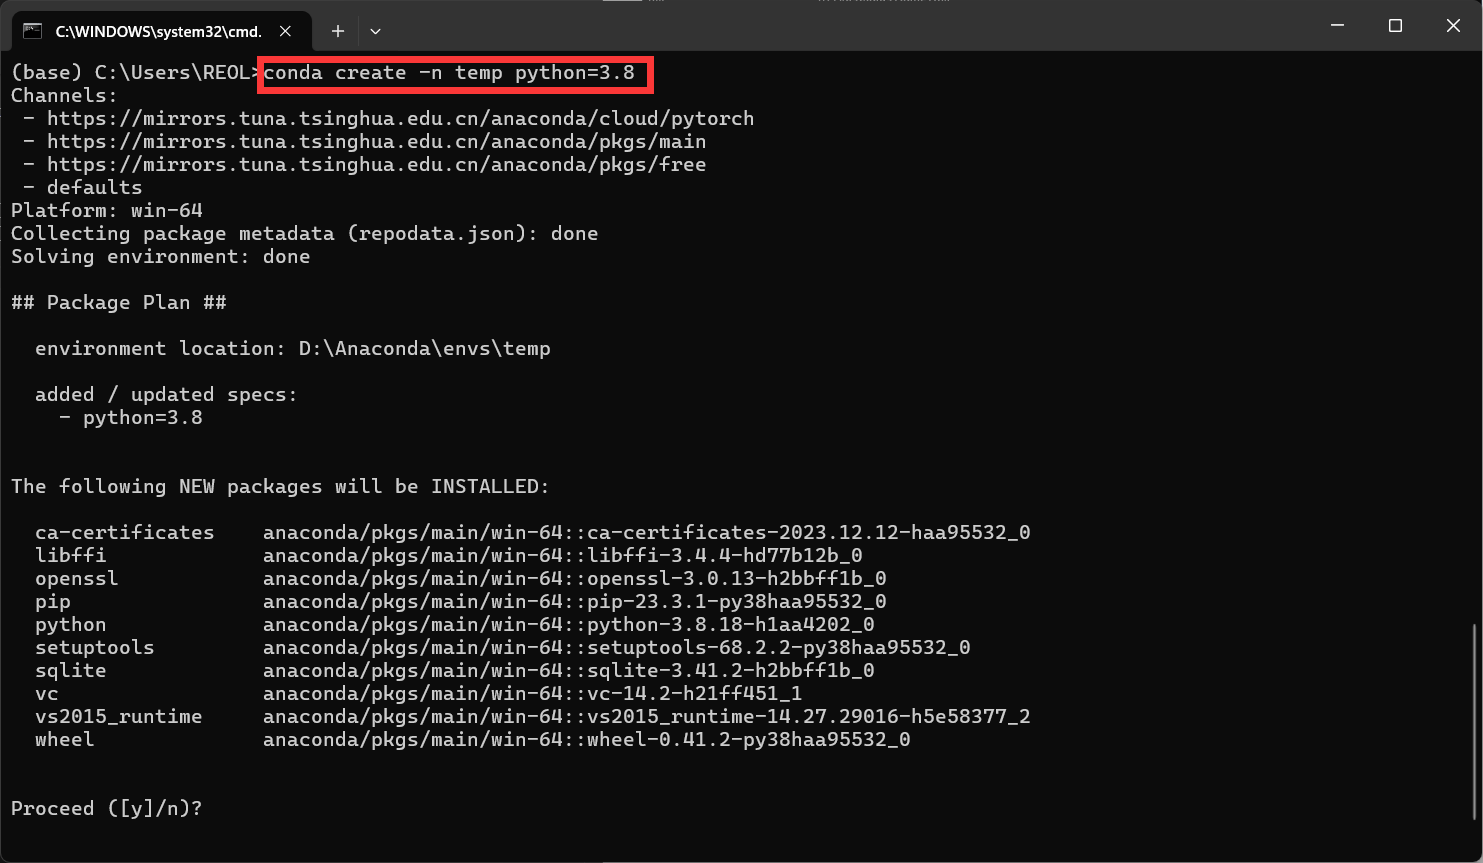 C:\WINDOWS\system32\cmd.
(base) C:\Users\REOL>conda create -n temp python=3.8
Channels:
 - https://mirrors.tuna.tsinghua.edu.cn/anaconda/cloud/pytorch
 - https://mirrors.tuna.tsinghua.edu.cn/anaconda/pkgs/main
 - https://mirrors.tuna.tsinghua.edu.cn/anaconda/pkgs/free
 - defaults
Platform: win-64
Collecting package metadata (repodata.json): done
Solving environment: done
## Package Plan ##
  environment location: D:\Anaconda\envs\temp
  added / updated specs:
    - python=3.8
The following NEW packages will be INSTALLED:
  ca-certificates    anaconda/pkgs/main/win-64::ca-certificates-2023.12.12-haa95532_0
  libffi             anaconda/pkgs/main/win-64::libffi-3.4.4-hd77b12b_0
  openssl            anaconda/pkgs/main/win-64::openssl-3.0.13-h2bbff1b_0
  pip                anaconda/pkgs/main/win-64::pip-23.3.1-py38haa95532_0
  python             anaconda/pkgs/main/win-64::python-3.8.18-h1aa4202_0
  setuptools         anaconda/pkgs/main/win-64::setuptools-68.2.2-py38haa95532_0
  sqlite             anaconda/pkgs/main/win-64::sqlite-3.41.2-h2bbff1b_0
  vc                 anaconda/pkgs/main/win-64::vc-14.2-h21ff451_1
  vs2015_runtime     anaconda/pkgs/main/win-64::vs2015_runtime-14.27.29016-h5e58377_2
  wheel              anaconda/pkgs/main/win-64::wheel-0.41.2-py38haa95532_0
Proceed ([y]/n)?